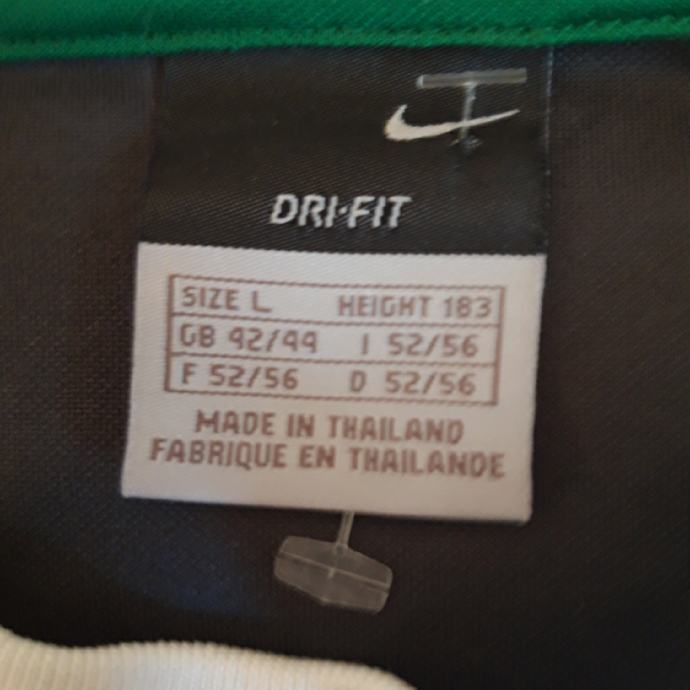 DRI-FIT
SIZE L HEIGHT 183
GB 42/44 I 52/56
F 52/56 D 52/56
MADE IN THAILAND
FABRIQUE EN THAILANDE